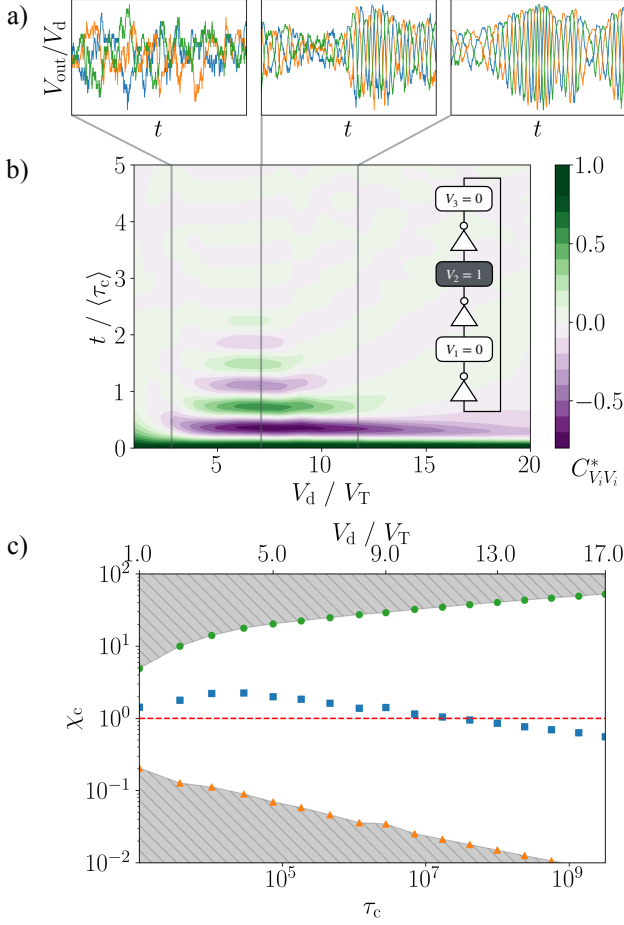 a)
V_out/V_d
t
t
t
b)
5
4
3
2
1
0
t / ⟨τ_c⟩
5
10
15
20
V_d / V_T
V_3 = 0
V_2 = 1
V_1 = 0
1.0
0.5
0
−0.5
C*_{V_iV_i}
c)
V_d / V_T
1.0
5.0
9.0
13.0
17.0
10^2
10^1
10^0
10^{-1}
10^{-2}
χ_c
10^5
10^7
10^9
τ_c